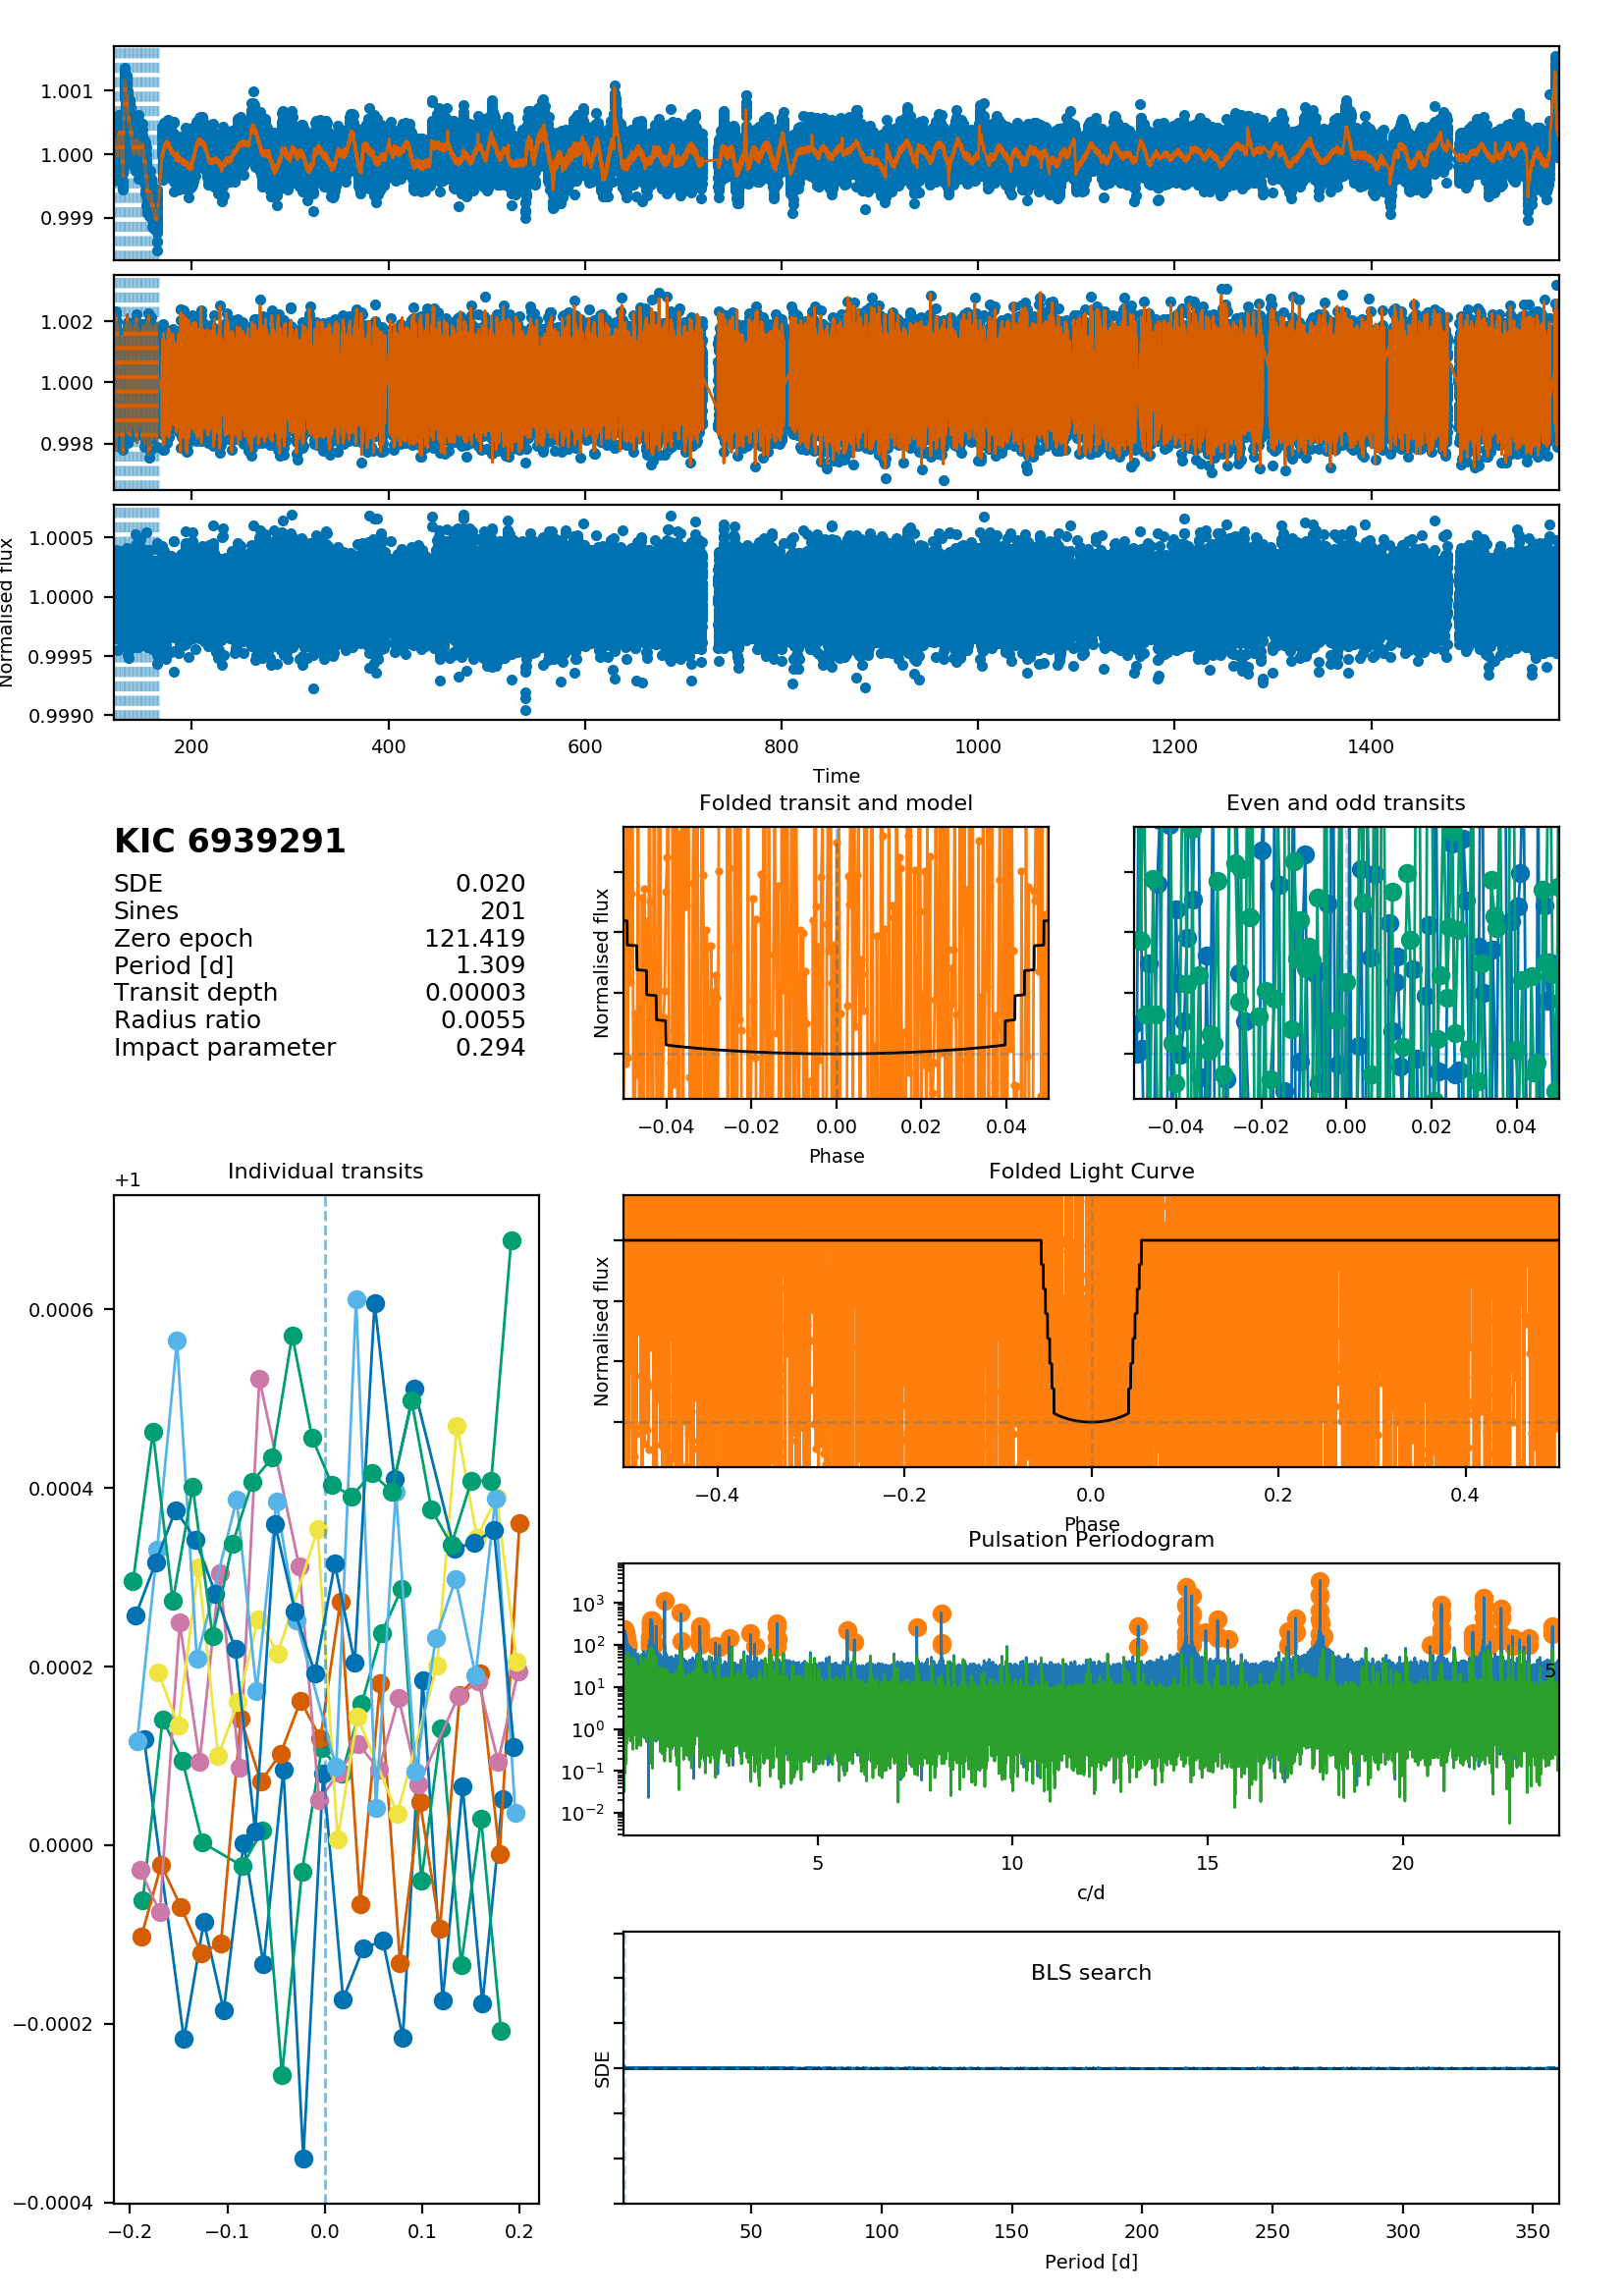 1.001
1.000
0.999
1.002
1.000
0.998
1.0005
1.0000
0.9995
0.9990
Normalised flux
200 400 600 800 1000 1200 1400
Time
KIC 6939291
SDE 0.020
Sines 201
Zero epoch 121.419
Period [d] 1.309
Transit depth 0.00003
Radius ratio 0.0055
Impact parameter 0.294
Folded transit and model
Normalised flux
−0.04 −0.02 0.00 0.02 0.04
Phase
Even and odd transits
−0.04 −0.02 0.00 0.02 0.04
Individual transits
+1
0.0006
0.0004
0.0002
0.0000
−0.0002
−0.0004
−0.2 −0.1 0.0 0.1 0.2
Folded Light Curve
Normalised flux
−0.4 −0.2 0.0 0.2 0.4
Phase
Pulsation Periodogram
10³
10²
10¹
10⁰
10⁻¹
10⁻²
5
5 10 15 20
c/d
BLS search
SDE
50 100 150 200 250 300 350
Period [d]